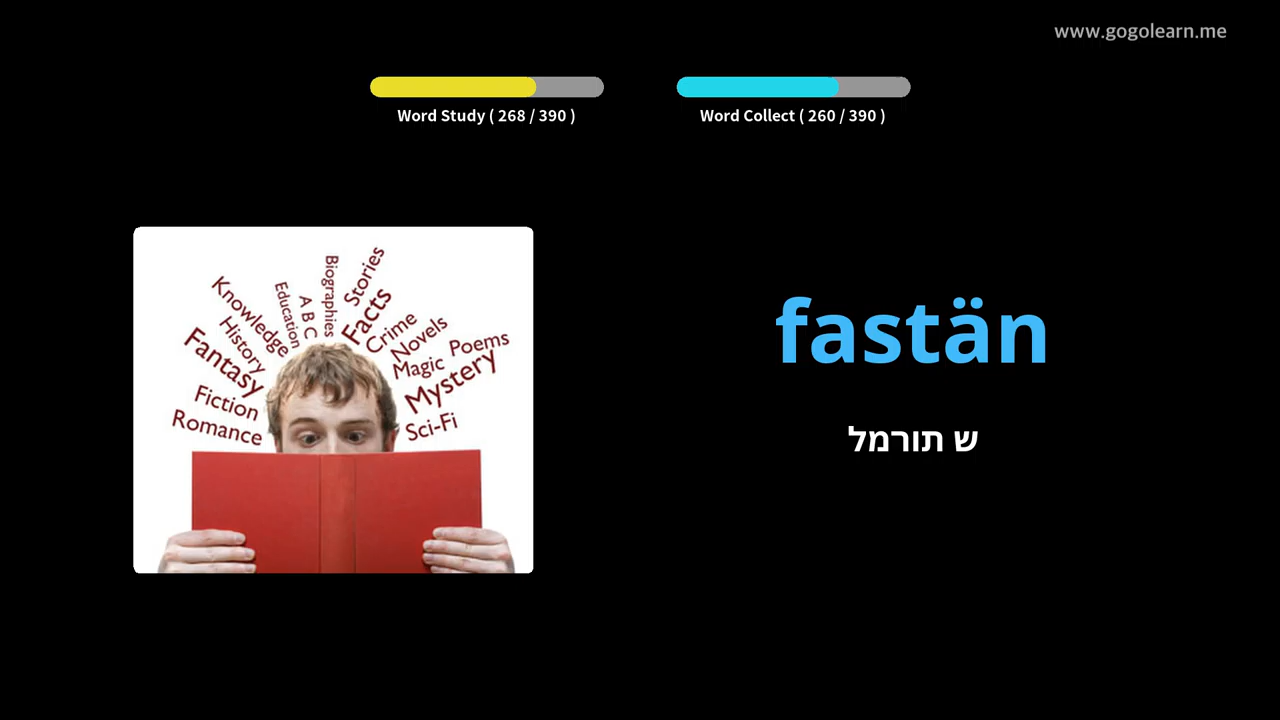 www.gogolearn.me
Word Study ( 268 / 390 )
Word Collect ( 260 / 390 )
Biographies
Stories
Education
A B C
Facts
Knowledge
Crime
History
Novels
Poems
Fantasy
Magic
Mystery
Fiction
Romance
Sci-Fi
fastän
ש תורמל